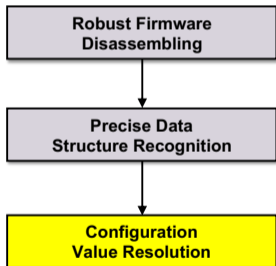 Robust Firmware
Disassembling
Precise Data
Structure Recognition
Configuration
Value Resolution